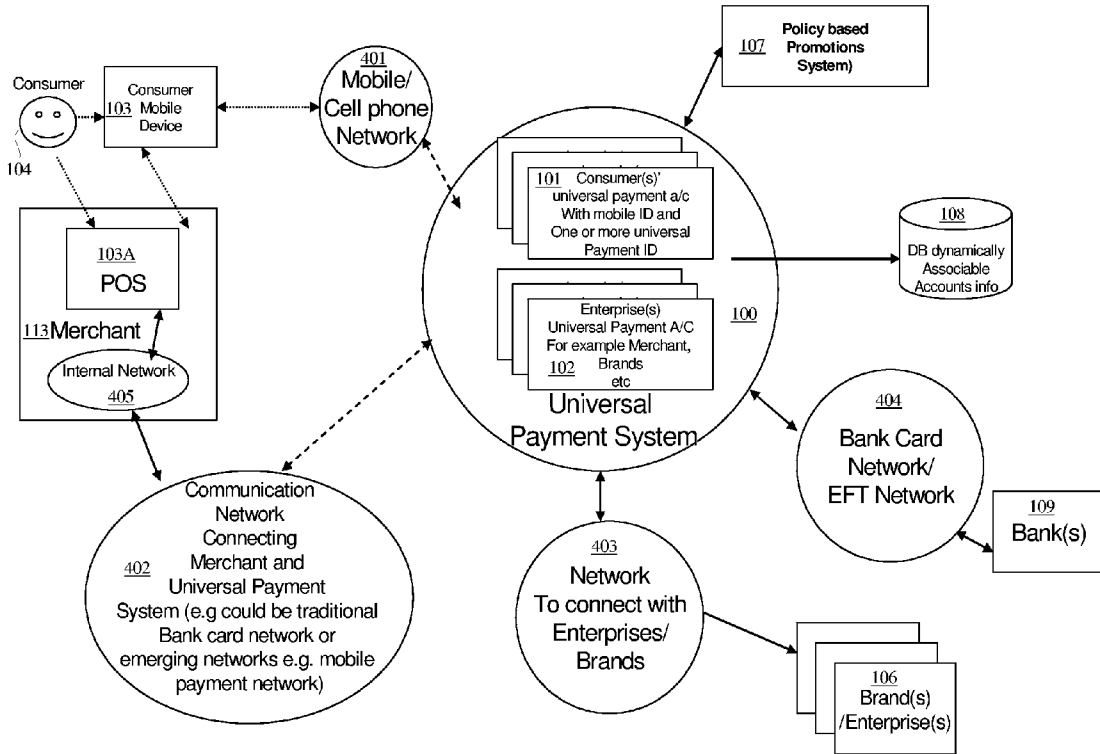 107
Policy based
Promotions
System)
Consumer
104
103
Consumer
Mobile
Device
401
Mobile/
Cell phone
Network
101
Consumer(s)'
universal payment a/c
With mobile ID and
One or more universal
Payment ID
108
DB dynamically
Associable
Accounts info
103A
POS
113
Merchant
Internal Network
405
Enterprise(s)
Universal Payment A/C
For example Merchant,
Brands
102
etc
100
Universal
Payment System
404
Bank Card
Network/
EFT Network
109
Bank(s)
402
Communication
Network
Connecting
Merchant and
Universal Payment
System (e.g could be traditional
Bank card network or
emerging networks e.g. mobile
payment network)
403
Network
To connect with
Enterprises/
Brands
106
Brand(s)
/Enterprise(s)